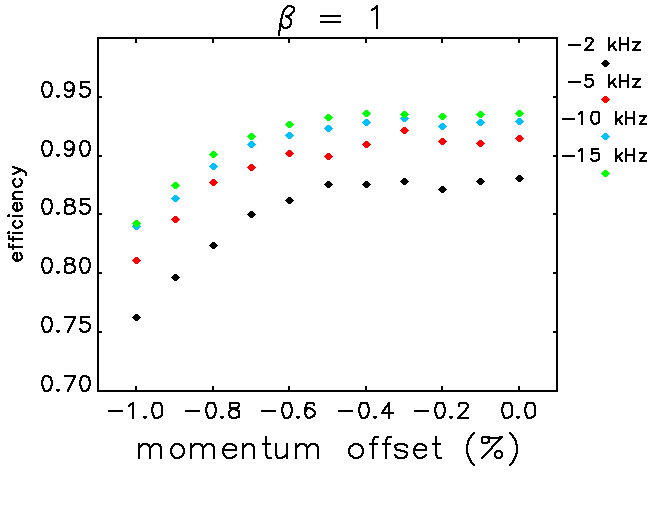 β = 1
−2 kHz
−5 kHz
−10 kHz
−15 kHz
efficiency
0.95
0.90
0.85
0.80
0.75
0.70
−1.0 −0.8 −0.6 −0.4 −0.2 0.0
momentum offset (%)